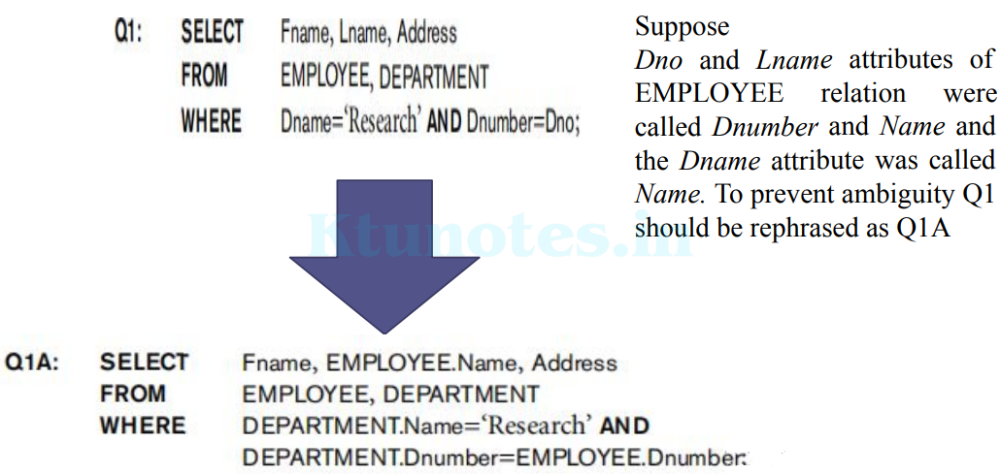 Q1: SELECT Fname, Lname, Address
FROM EMPLOYEE, DEPARTMENT
WHERE Dname=‘Research’ AND Dnumber=Dno;
Suppose
Dno and Lname attributes of
EMPLOYEE relation were
called Dnumber and Name and
the Dname attribute was called
Name. To prevent ambiguity Q1
should be rephrased as Q1A
Ktunotes.in
Q1A: SELECT Fname, EMPLOYEE.Name, Address
FROM EMPLOYEE, DEPARTMENT
WHERE DEPARTMENT.Name=‘Research’ AND
DEPARTMENT.Dnumber=EMPLOYEE.Dnumber;